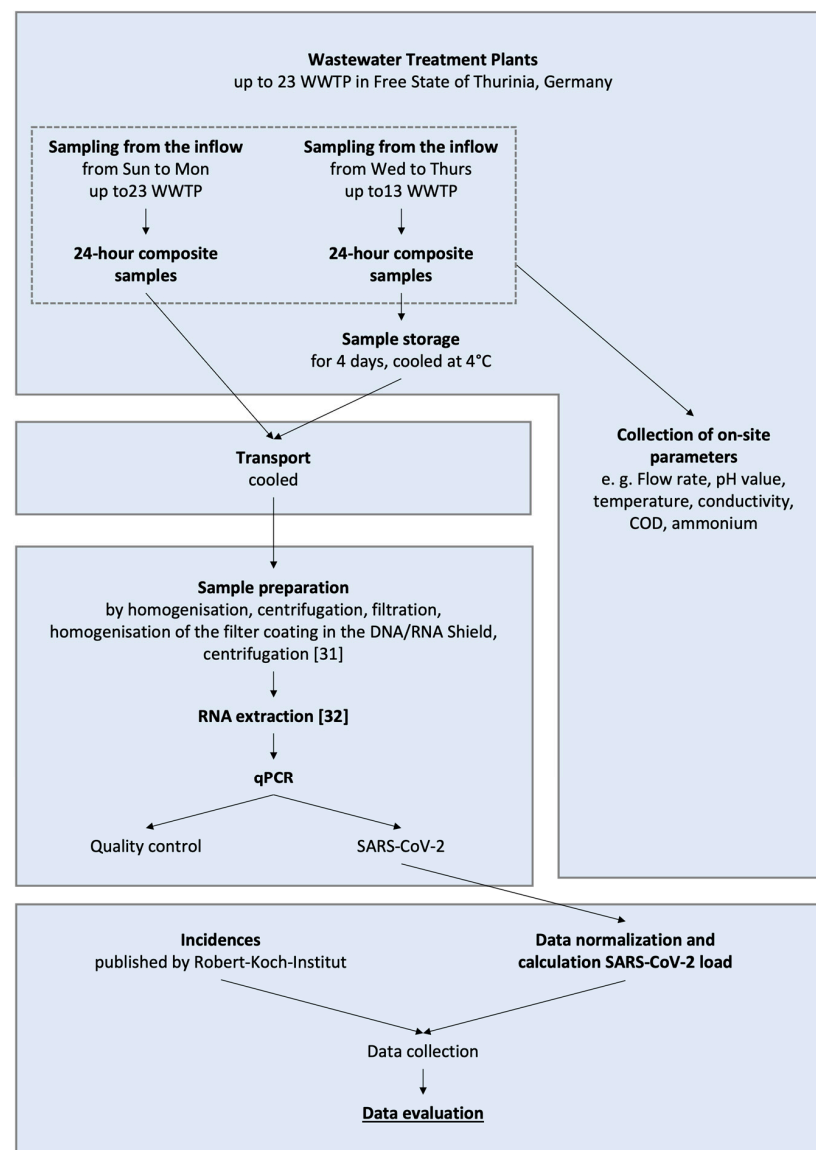 Wastewater Treatment Plants
up to 23 WWTP in Free State of Thurinia, Germany
Sampling from the inflow
from Sun to Mon
up to23 WWTP
24-hour composite
samples
Sampling from the inflow
from Wed to Thurs
up to13 WWTP
24-hour composite
samples
Sample storage
for 4 days, cooled at 4°C
Collection of on-site
parameters
e. g. Flow rate, pH value,
temperature, conductivity,
COD, ammonium
Transport
cooled
Sample preparation
by homogenisation, centrifugation, filtration,
homogenisation of the filter coating in the DNA/RNA Shield,
centrifugation [31]
RNA extraction [32]
qPCR
Quality control
SARS-CoV-2
Incidences
published by Robert-Koch-Institut
Data normalization and
calculation SARS-CoV-2 load
Data collection
Data evaluation